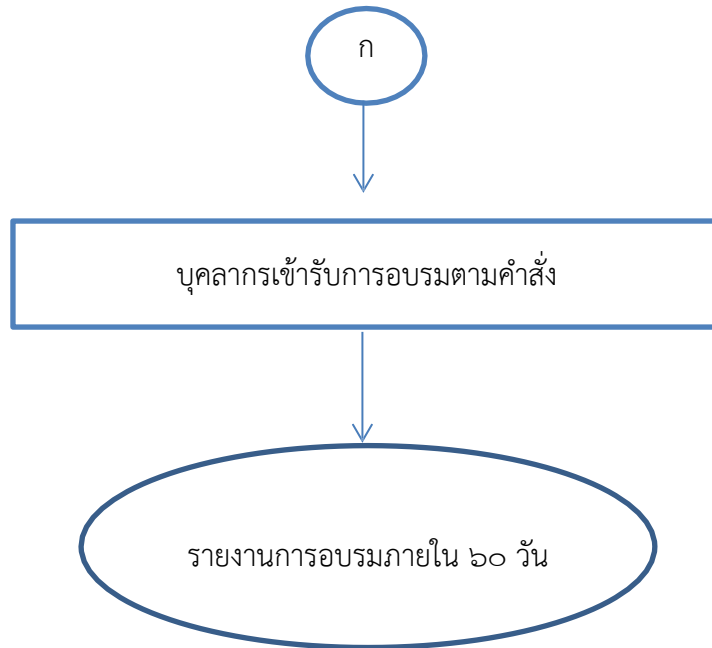 ก
บุคลากรเข้ารับการอบรมตามคำสั่ง
รายงานการอบรมภายใน ๖๐ วัน